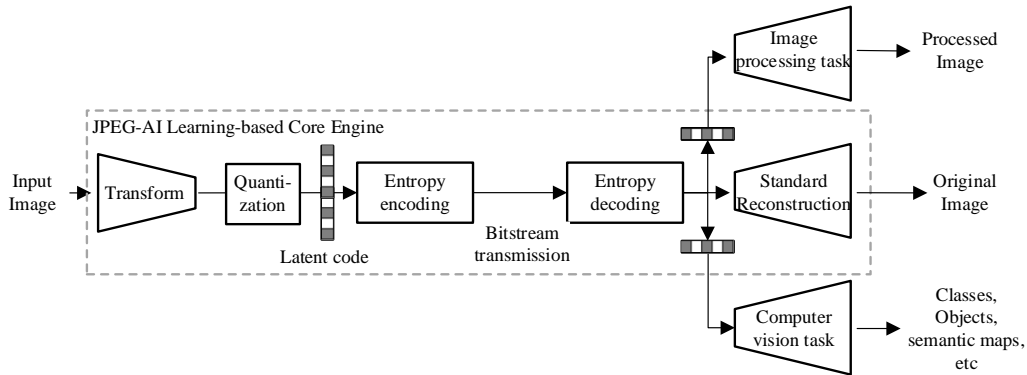 Image
processing task
Processed
Image
JPEG-AI Learning-based Core Engine
Input
Image
Transform
Quanti-
zation
Latent code
Entropy
encoding
Bitstream
transmission
Entropy
decoding
Standard
Reconstruction
Original
Image
Computer
vision task
Classes,
Objects,
semantic maps,
etc